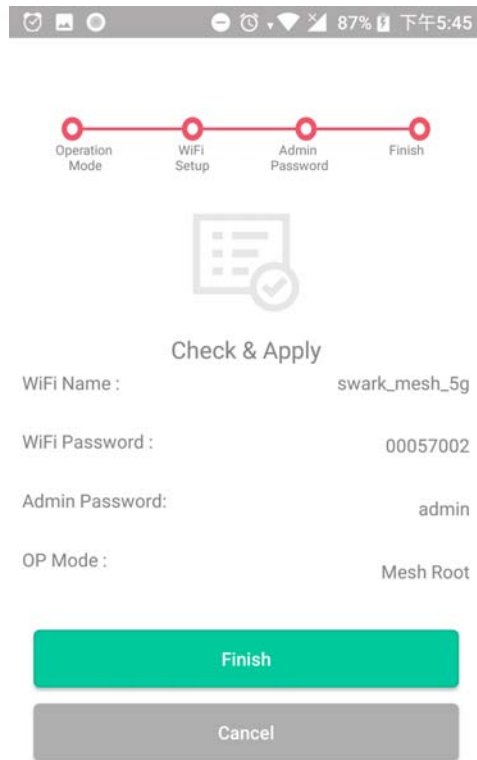 87% 下午5:45
Operation
Mode
WiFi
Setup
Admin
Password
Finish
Check & Apply
WiFi Name : swark_mesh_5g
WiFi Password : 00057002
Admin Password: admin
OP Mode : Mesh Root
Finish
Cancel